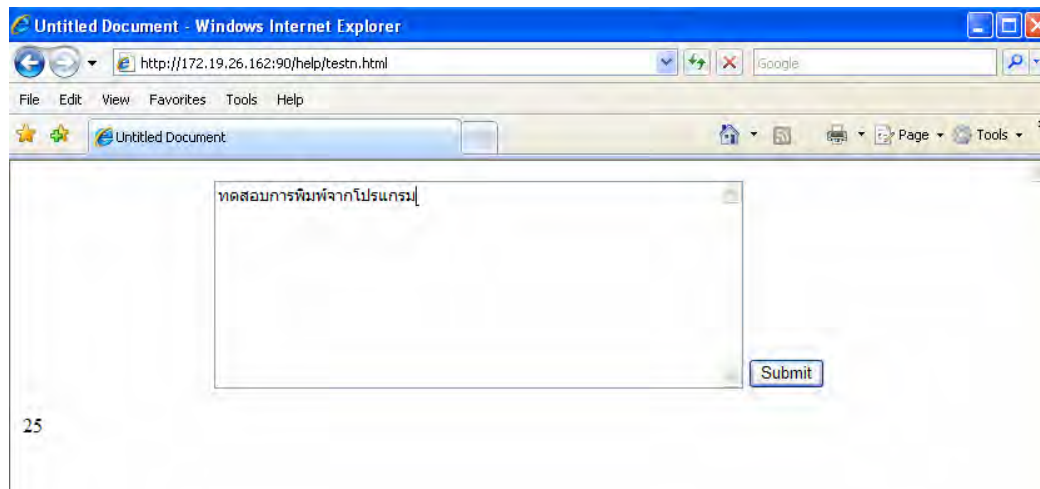 Untitled Document - Windows Internet Explorer
http://172.19.26.162:90/help/testn.html
Google
File Edit View Favorites Tools Help
Untitled Document
Page Tools
ทดสอบการพิมพ์จากโปรแกรม
Submit
25